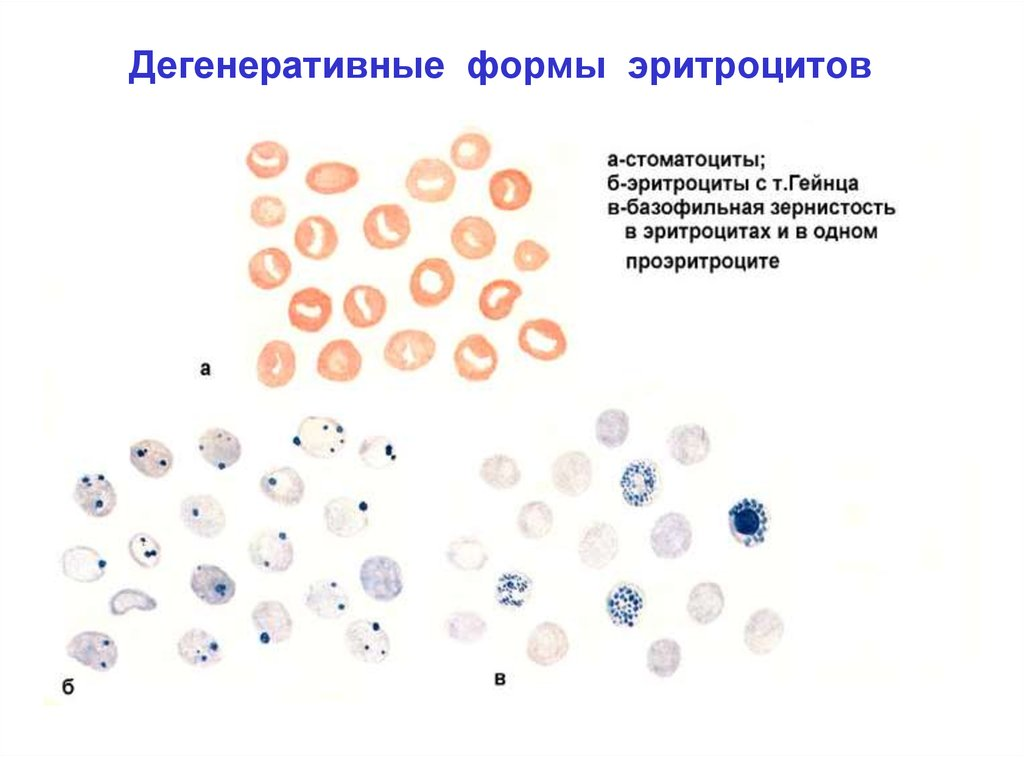 Дегенеративные формы эритроцитов
а-стоматоциты;
б-эритроциты с т.Гейнца
в-базофильная зернистость
в эритроцитах и в одном
проэритроците
а
б
в